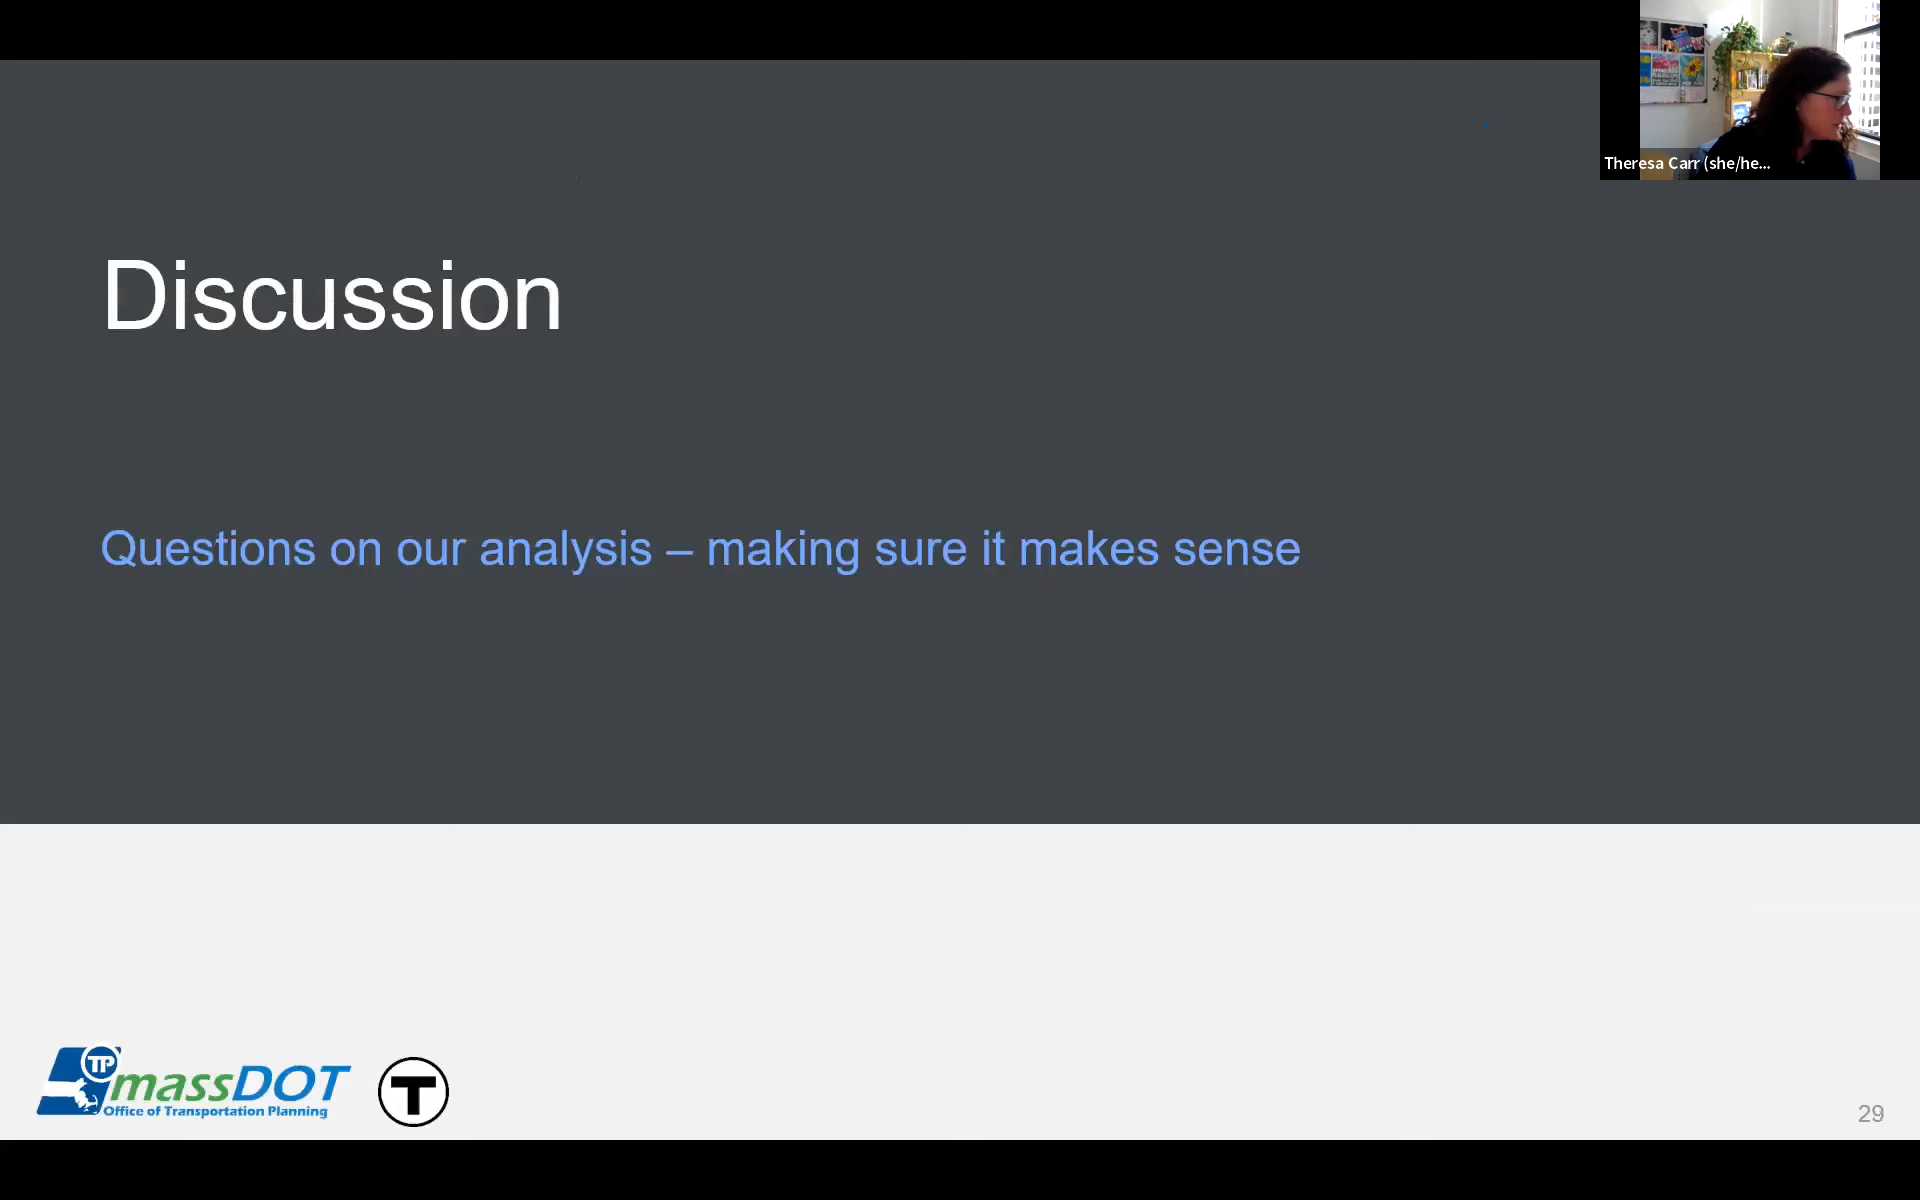 Theresa Carr (she/he...
Discussion
Questions on our analysis – making sure it makes sense
TP
massDOT
Office of Transportation Planning
T
29